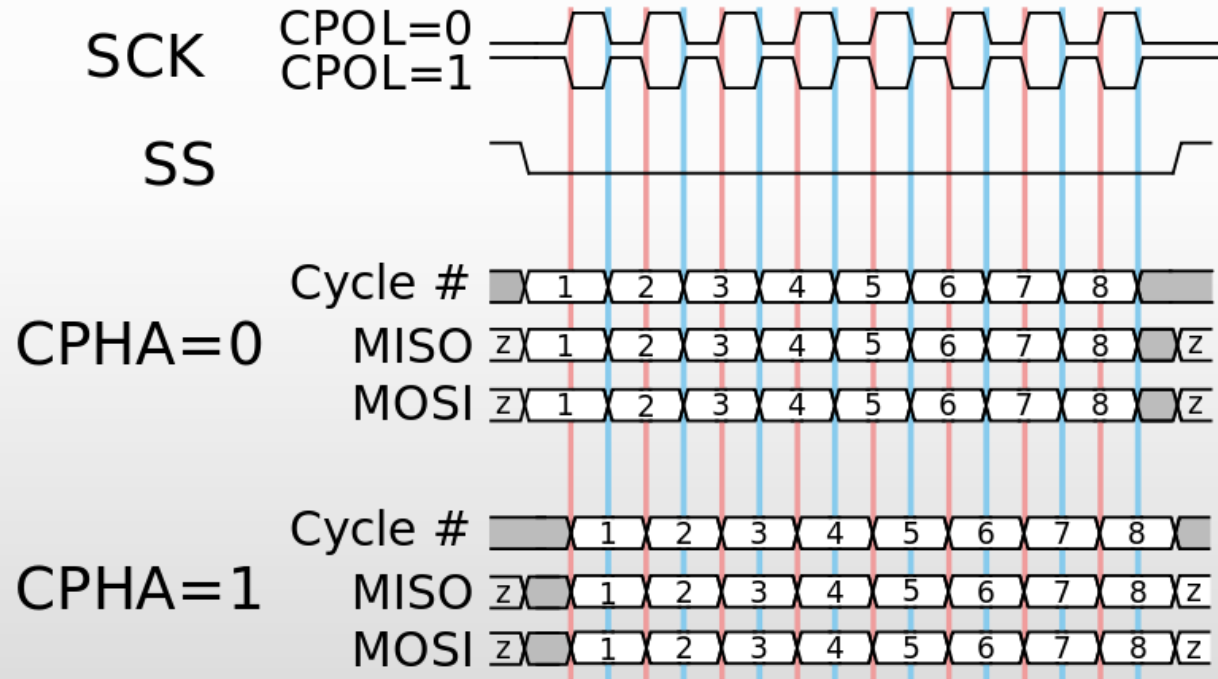 SCK CPOL=0
CPOL=1
SS
Cycle # 1 2 3 4 5 6 7 8
CPHA=0 MISO z 1 2 3 4 5 6 7 8 z
MOSI z 1 2 3 4 5 6 7 8 z
Cycle # 1 2 3 4 5 6 7 8
CPHA=1 MISO z 1 2 3 4 5 6 7 8 z
MOSI z 1 2 3 4 5 6 7 8 z